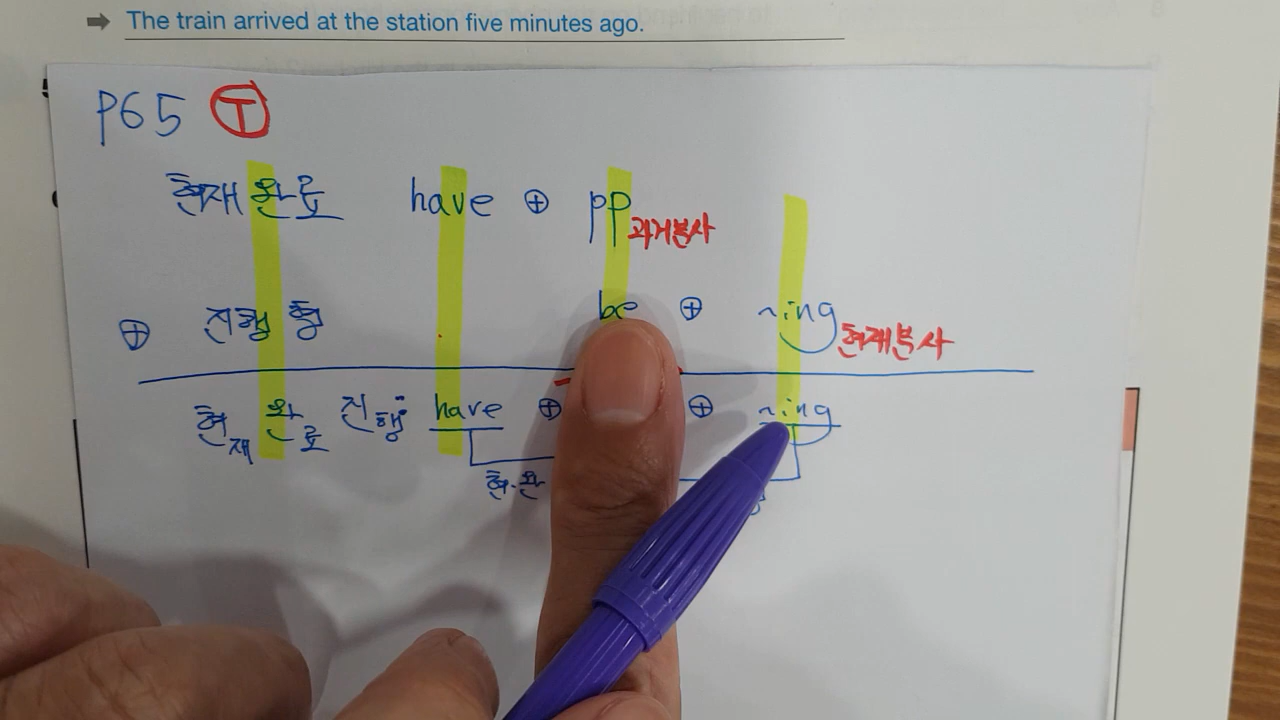 The train arrived at the station five minutes ago.
P65 Ⓣ
현재완료 have ⊕ pp 과거분사
⊕ 진행형 be ⊕ ~ing 현재분사
현재 완료 진행 have ⊕ ⊕ ~ing
현·완